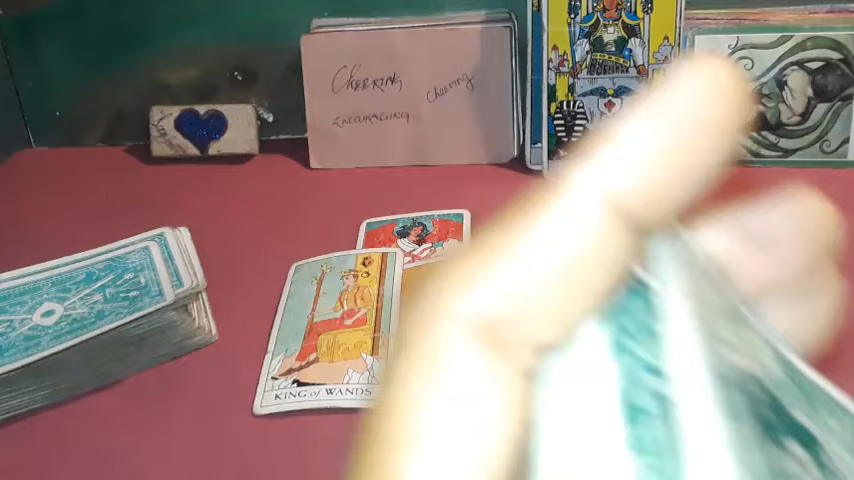 CHEERING
Cheering
ENCOURAGING
KING of WANDS